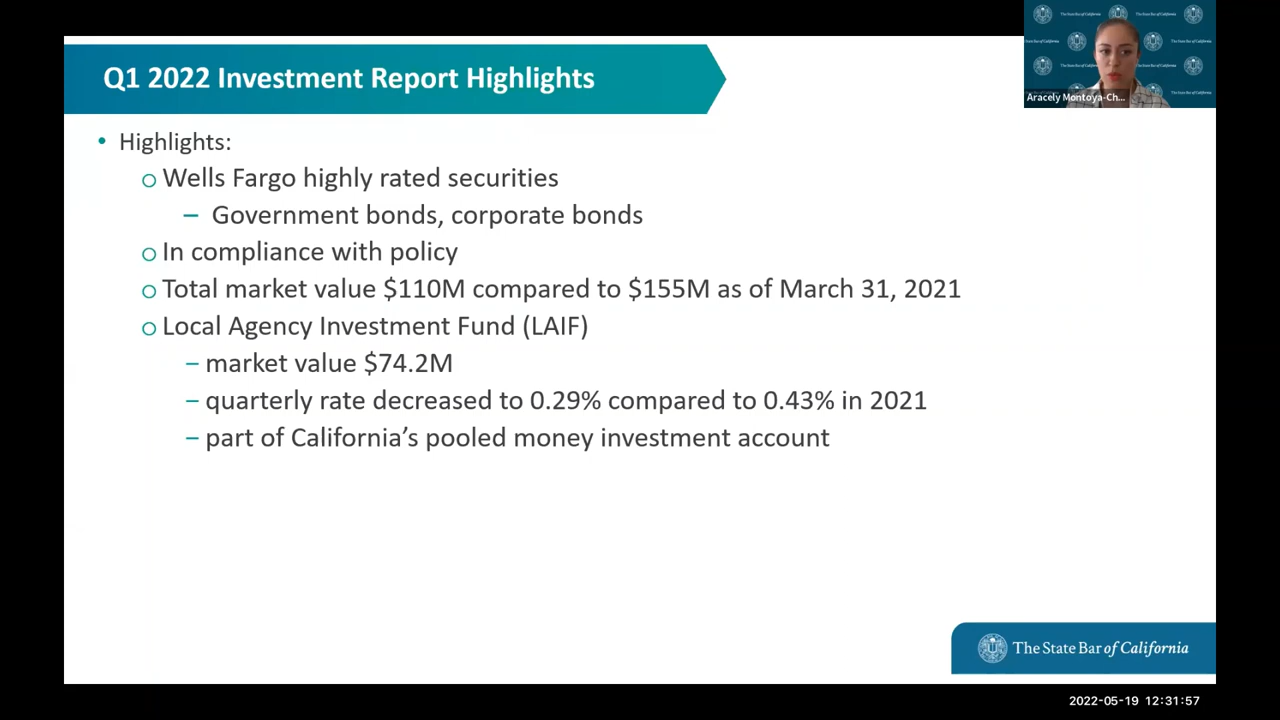 Q1 2022 Investment Report Highlights
Aracely Montoya-Ch...
• Highlights:
o Wells Fargo highly rated securities
– Government bonds, corporate bonds
o In compliance with policy
o Total market value $110M compared to $155M as of March 31, 2021
o Local Agency Investment Fund (LAIF)
– market value $74.2M
– quarterly rate decreased to 0.29% compared to 0.43% in 2021
– part of California’s pooled money investment account
The State Bar of California
2022-05-19 12:31:57